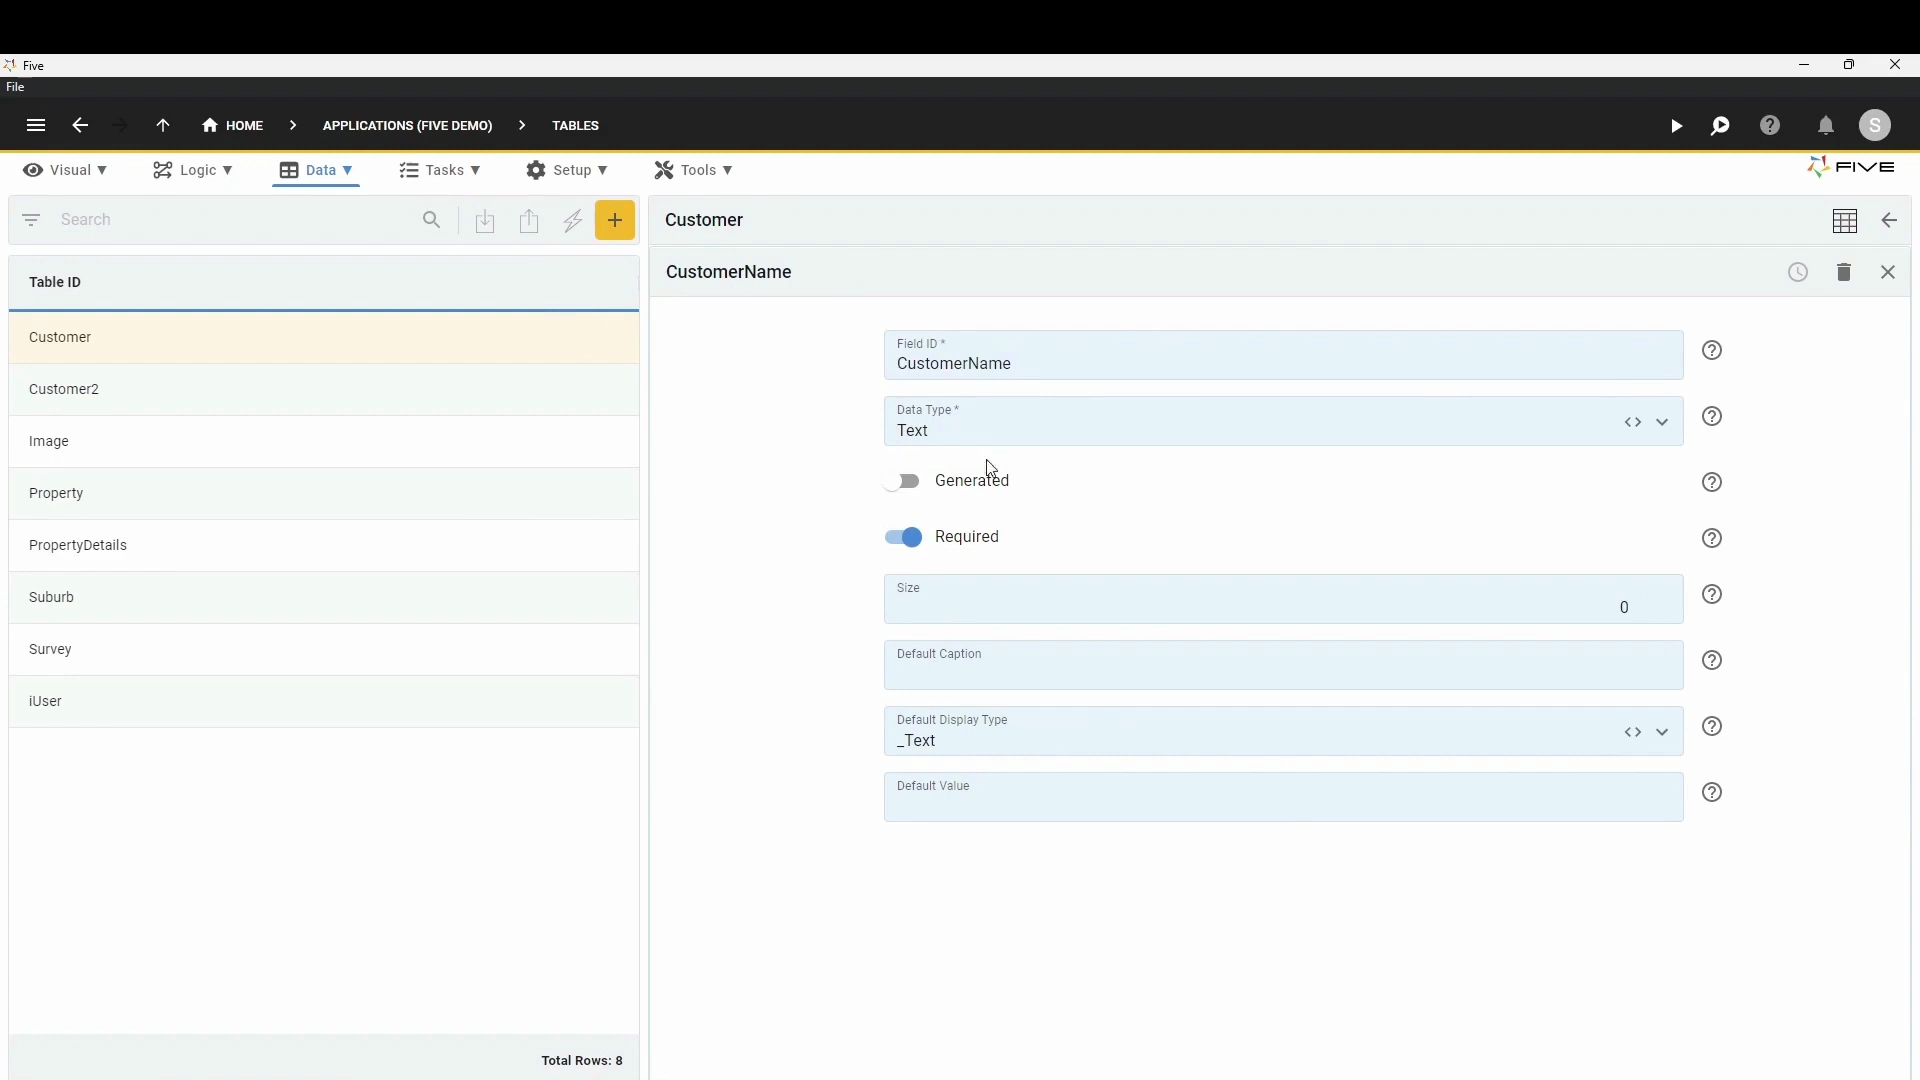 Five
File
HOME > APPLICATIONS (FIVE DEMO) > TABLES
S
Visual ▼ Logic ▼ Data ▼ Tasks ▼ Setup ▼ Tools ▼
FIVE
Search
Customer
Table ID
CustomerName
Customer
Customer2
Image
Property
PropertyDetails
Suburb
Survey
iUser
Total Rows: 8
Field ID *
CustomerName
Data Type *
Text
Generated
Required
Size
0
Default Caption
Default Display Type
_Text
Default Value